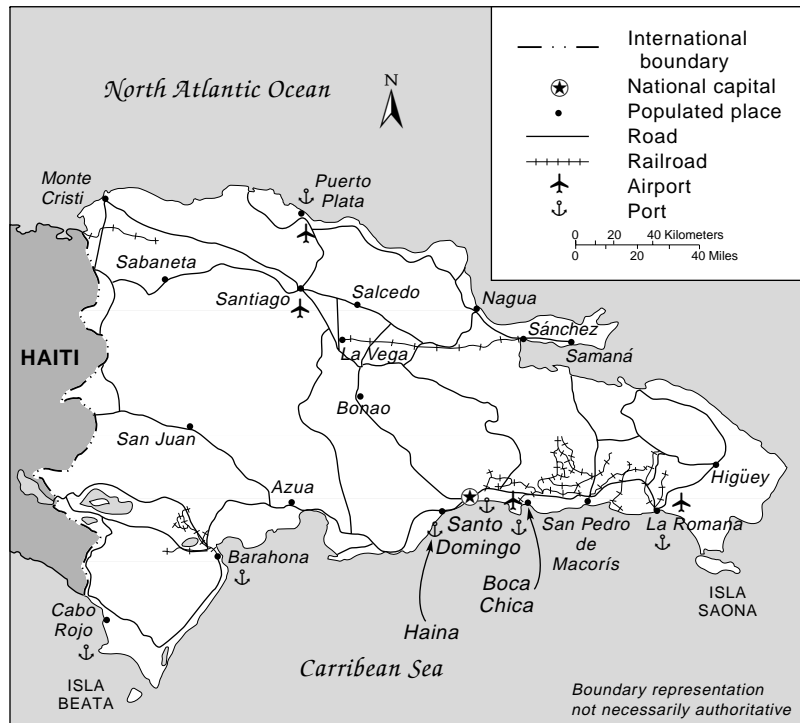 International
boundary
National capital
Populated place
Road
Railroad
Airport
Port
0 20 40 Kilometers
0 20 40 Miles
North Atlantic Ocean
N
Monte
Cristi
Puerto
Plata
Sabaneta
Santiago
Salcedo
Nagua
Sánchez
Samaná
HAITI
La Vega
Bonao
San Juan
Azua
Higüey
Santo
Domingo
San Pedro
de
Macorís
La Romana
Barahona
Boca
Chica
ISLA
SAONA
Cabo
Rojo
Haina
Carribean Sea
ISLA
BEATA
Boundary representation
not necessarily authoritative